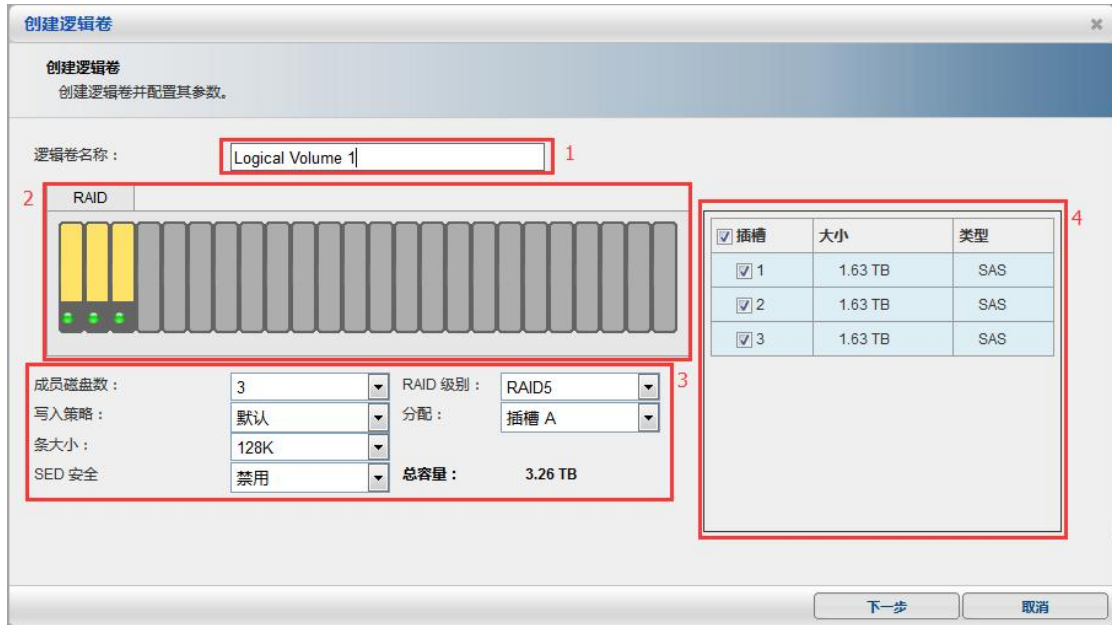 创建逻辑卷
创建逻辑卷
创建逻辑卷并配置其参数。
逻辑卷名称：
Logical Volume 1
1
2
RAID
4
插槽 大小 类型
1 1.63 TB SAS
2 1.63 TB SAS
3 1.63 TB SAS
成员磁盘数： 3 RAID 级别： RAID5
3
写入策略： 默认 分配： 插槽 A
条大小： 128K
SED 安全 禁用 总容量： 3.26 TB
下一步 取消